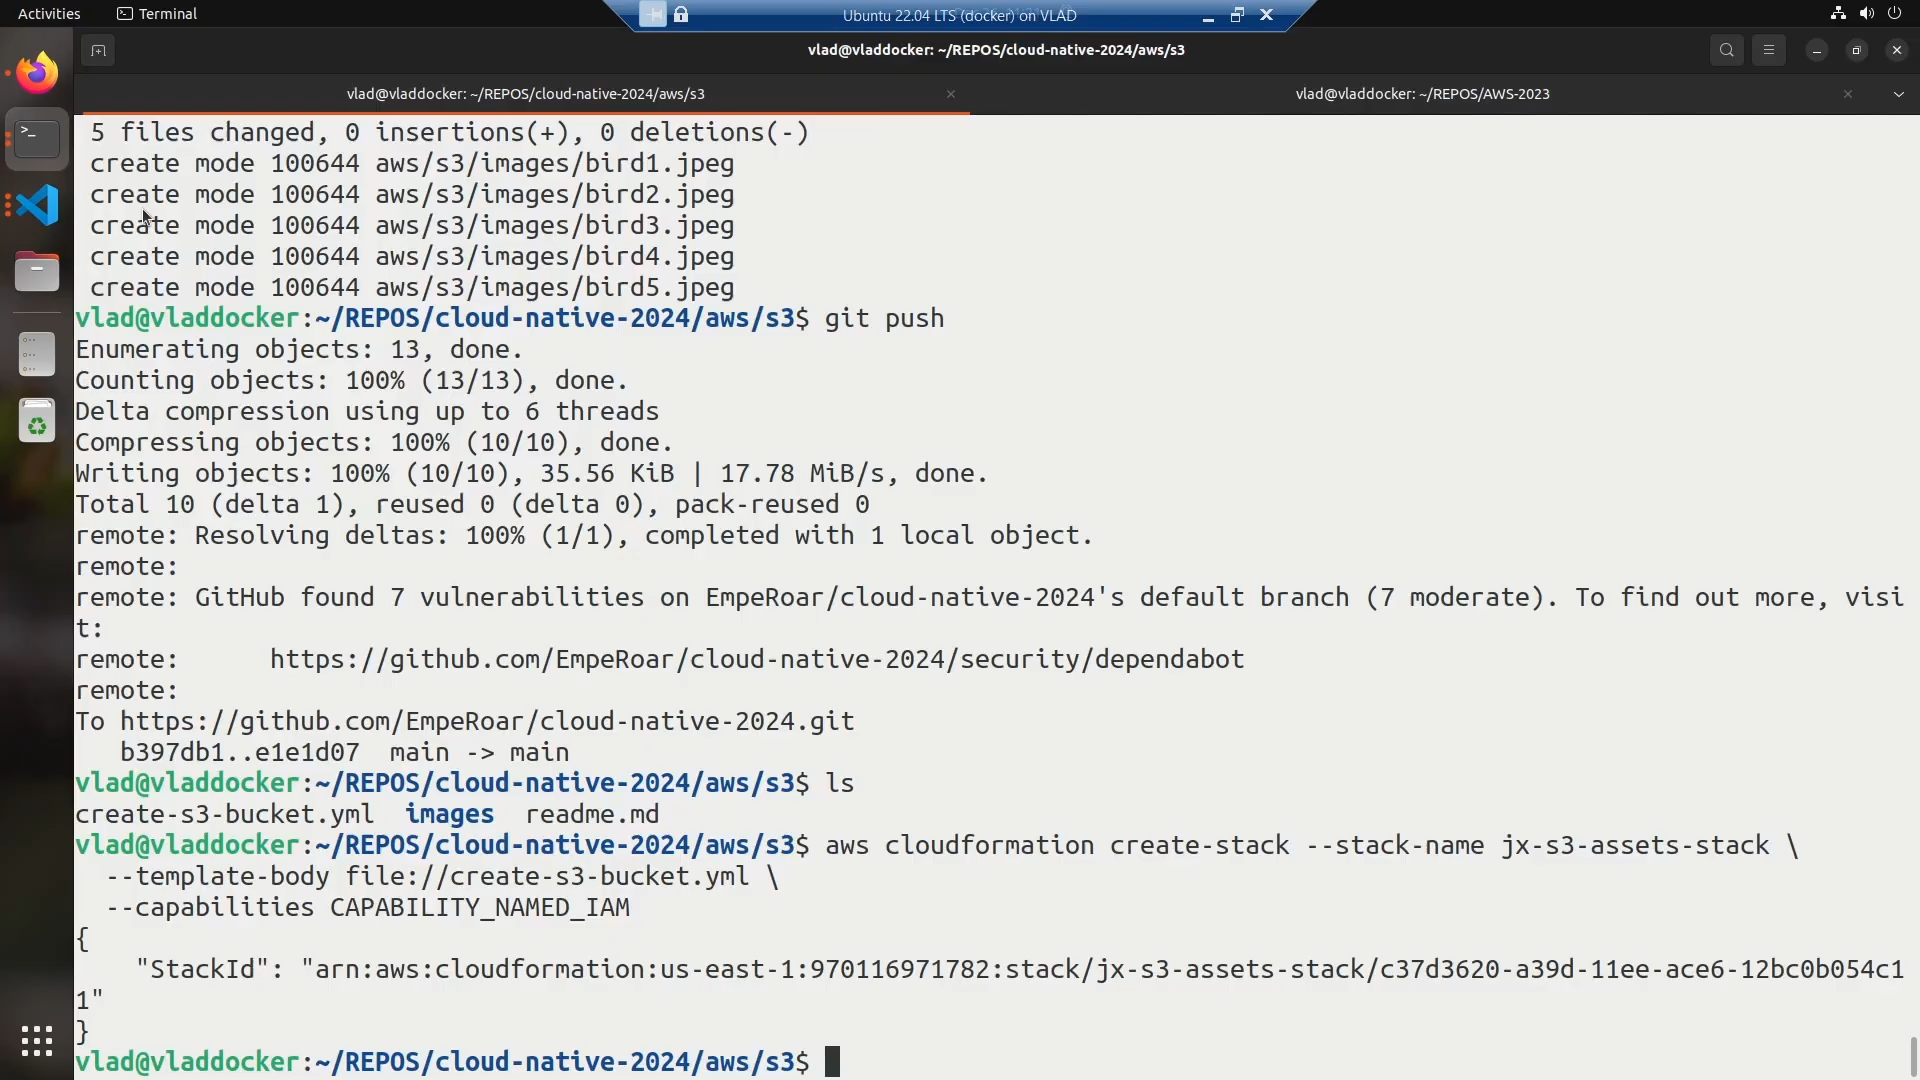 Activities
Terminal
Ubuntu 22.04 LTS (docker) on VLAD
vlad@vladdocker: ~/REPOS/cloud-native-2024/aws/s3
vlad@vladdocker: ~/REPOS/cloud-native-2024/aws/s3
vlad@vladdocker: ~/REPOS/AWS-2023
5 files changed, 0 insertions(+), 0 deletions(-)
create mode 100644 aws/s3/images/bird1.jpeg
create mode 100644 aws/s3/images/bird2.jpeg
create mode 100644 aws/s3/images/bird3.jpeg
create mode 100644 aws/s3/images/bird4.jpeg
create mode 100644 aws/s3/images/bird5.jpeg
vlad@vladdocker:~/REPOS/cloud-native-2024/aws/s3$ git push
Enumerating objects: 13, done.
Counting objects: 100% (13/13), done.
Delta compression using up to 6 threads
Compressing objects: 100% (10/10), done.
Writing objects: 100% (10/10), 35.56 KiB | 17.78 MiB/s, done.
Total 10 (delta 1), reused 0 (delta 0), pack-reused 0
remote: Resolving deltas: 100% (1/1), completed with 1 local object.
remote:
remote: GitHub found 7 vulnerabilities on EmpeRoar/cloud-native-2024's default branch (7 moderate). To find out more, visi
t:
remote:      https://github.com/EmpeRoar/cloud-native-2024/security/dependabot
remote:
To https://github.com/EmpeRoar/cloud-native-2024.git
   b397db1..e1e1d07  main -> main
vlad@vladdocker:~/REPOS/cloud-native-2024/aws/s3$ ls
create-s3-bucket.yml  images  readme.md
vlad@vladdocker:~/REPOS/cloud-native-2024/aws/s3$ aws cloudformation create-stack --stack-name jx-s3-assets-stack \
  --template-body file://create-s3-bucket.yml \
  --capabilities CAPABILITY_NAMED_IAM
{
    "StackId": "arn:aws:cloudformation:us-east-1:970116971782:stack/jx-s3-assets-stack/c37d3620-a39d-11ee-ace6-12bc0b054c1
1"
}
vlad@vladdocker:~/REPOS/cloud-native-2024/aws/s3$